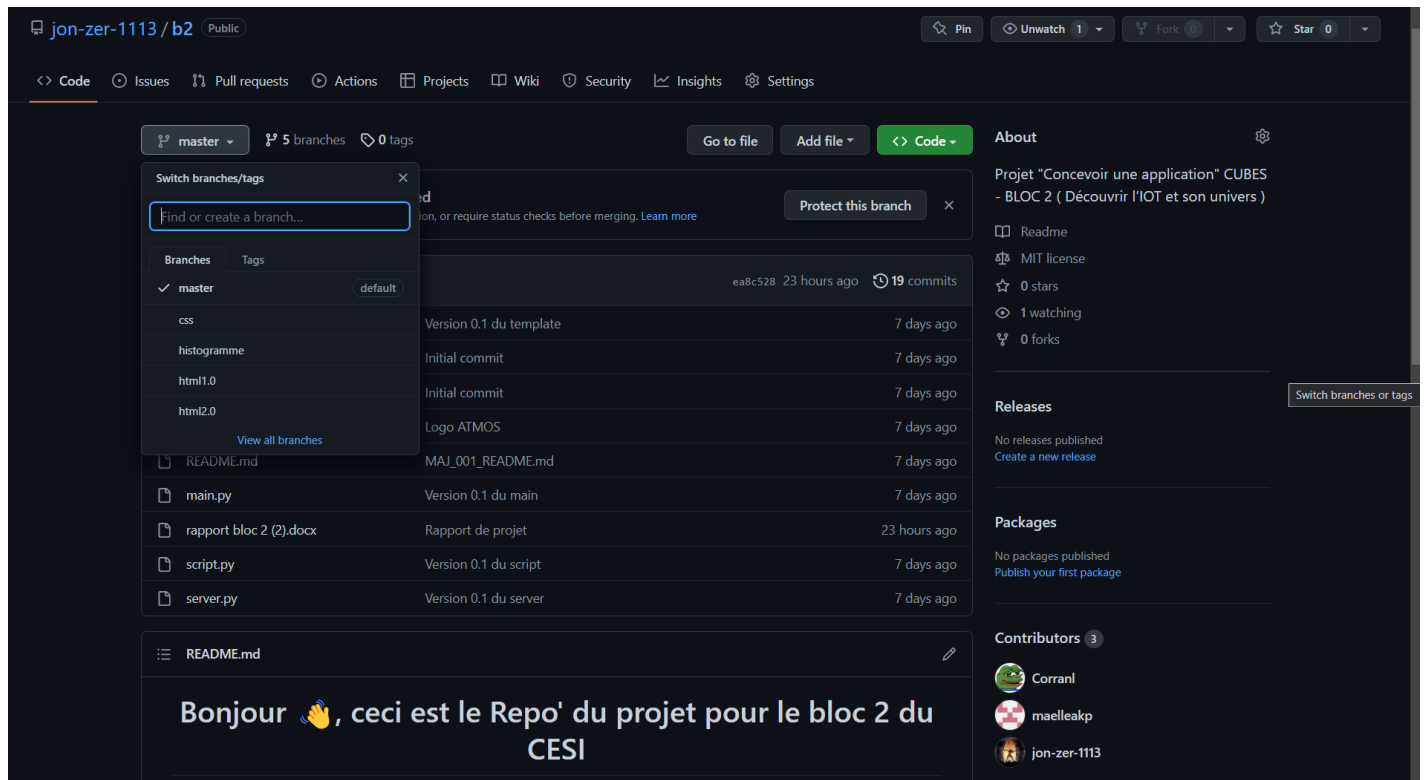 jon-zer-1113 / b2 Public
Pin Unwatch 1 Fork 0 Star 0
Code Issues Pull requests Actions Projects Wiki Security Insights Settings
master 5 branches 0 tags Go to file Add file Code
Switch branches/tags
Find or create a branch...
Branches Tags
master default
css
histogramme
html1.0
html2.0
View all branches
ed
ion, or require status checks before merging. Learn more
Protect this branch
ea8c528 23 hours ago 19 commits
Version 0.1 du template 7 days ago
Initial commit 7 days ago
Initial commit 7 days ago
Logo ATMOS 7 days ago
README.md MAJ_001_README.md 7 days ago
main.py Version 0.1 du main 7 days ago
rapport bloc 2 (2).docx Rapport de projet 23 hours ago
script.py Version 0.1 du script 7 days ago
server.py Version 0.1 du server 7 days ago
README.md
Bonjour 👋, ceci est le Repo' du projet pour le bloc 2 du
CESI
About
Projet "Concevoir une application" CUBES
- BLOC 2 ( Découvrir l'IOT et son univers )
Readme
MIT license
0 stars
1 watching
0 forks
Switch branches or tags
Releases
No releases published
Create a new release
Packages
No packages published
Publish your first package
Contributors 3
Corranl
maelleakp
jon-zer-1113